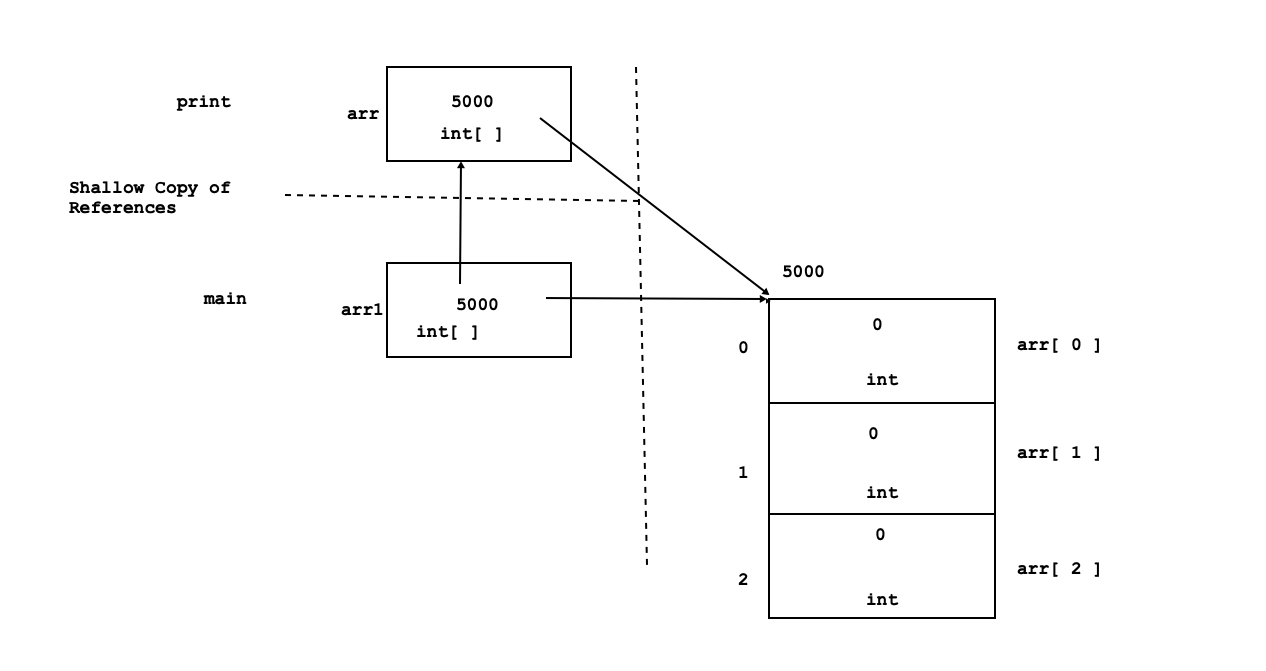 print
arr
5000
int[ ]
Shallow Copy of
References
main
arr1
5000
int[ ]
5000
0
0
int
arr[ 0 ]
1
0
int
arr[ 1 ]
2
0
int
arr[ 2 ]